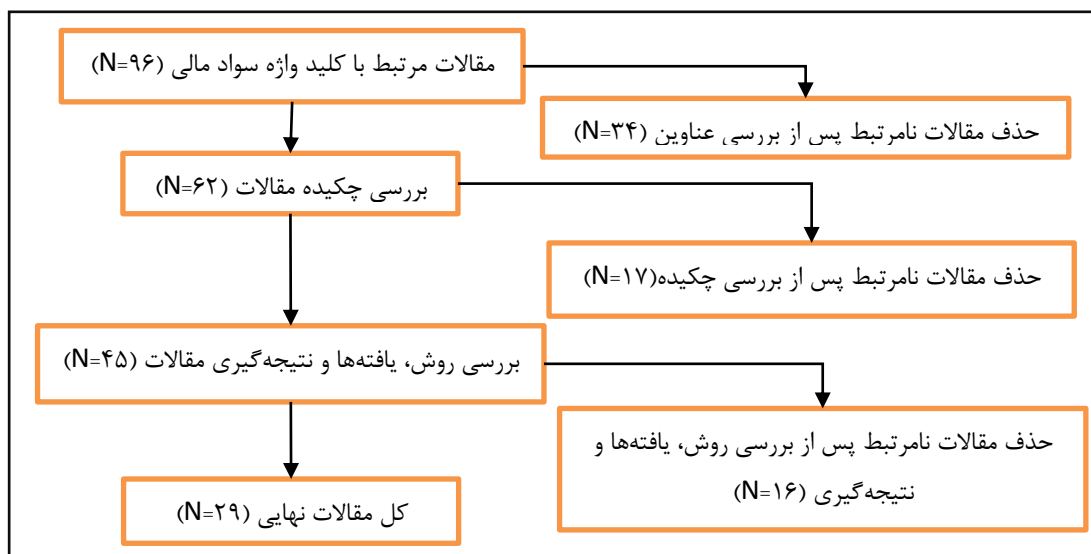 مقالات مرتبط با کلید واژه سواد مالی (N=۹۶)
حذف مقالات نامرتبط پس از بررسی عناوین (N=۳۴)
بررسی چکیده مقالات (N=۶۲)
حذف مقالات نامرتبط پس از بررسی چکیده(N=۱۷)
بررسی روش، یافته‌ها و نتیجه‌گیری مقالات (N=۴۵)
حذف مقالات نامرتبط پس از بررسی روش، یافته‌ها و
نتیجه‌گیری (N=۱۶)
کل مقالات نهایی (N=۲۹)